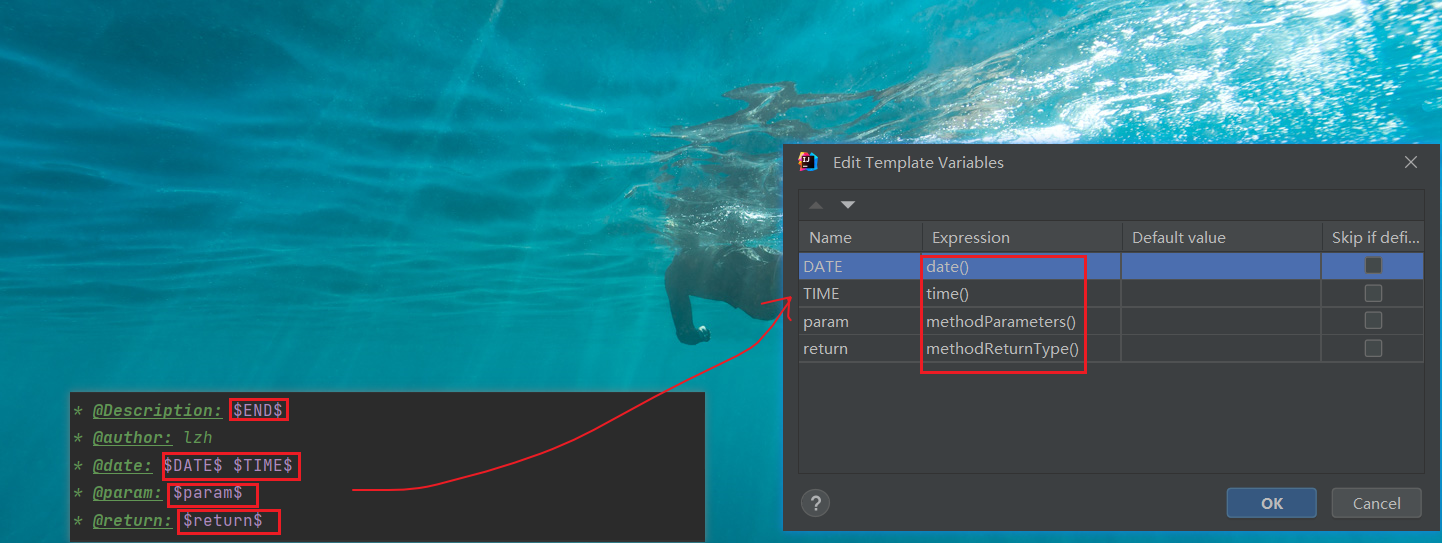 Edit Template Variables
Name Expression Default value Skip if defi...
DATE date()
TIME time()
param methodParameters()
return methodReturnType()
? OK Cancel
* @Description: $END$
* @author: lzh
* @date: $DATE$ $TIME$
* @param: $param$
* @return: $return$